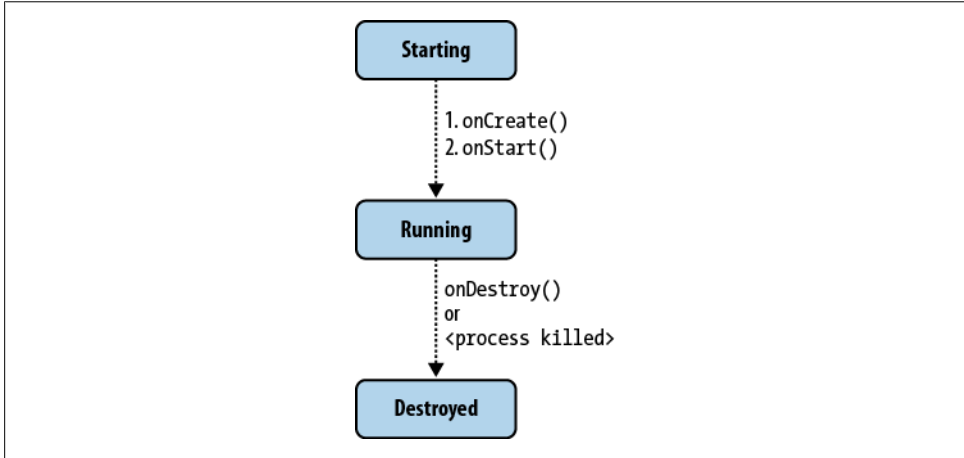 Starting
1. onCreate()
2. onStart()
Running
onDestroy()
or
<process killed>
Destroyed